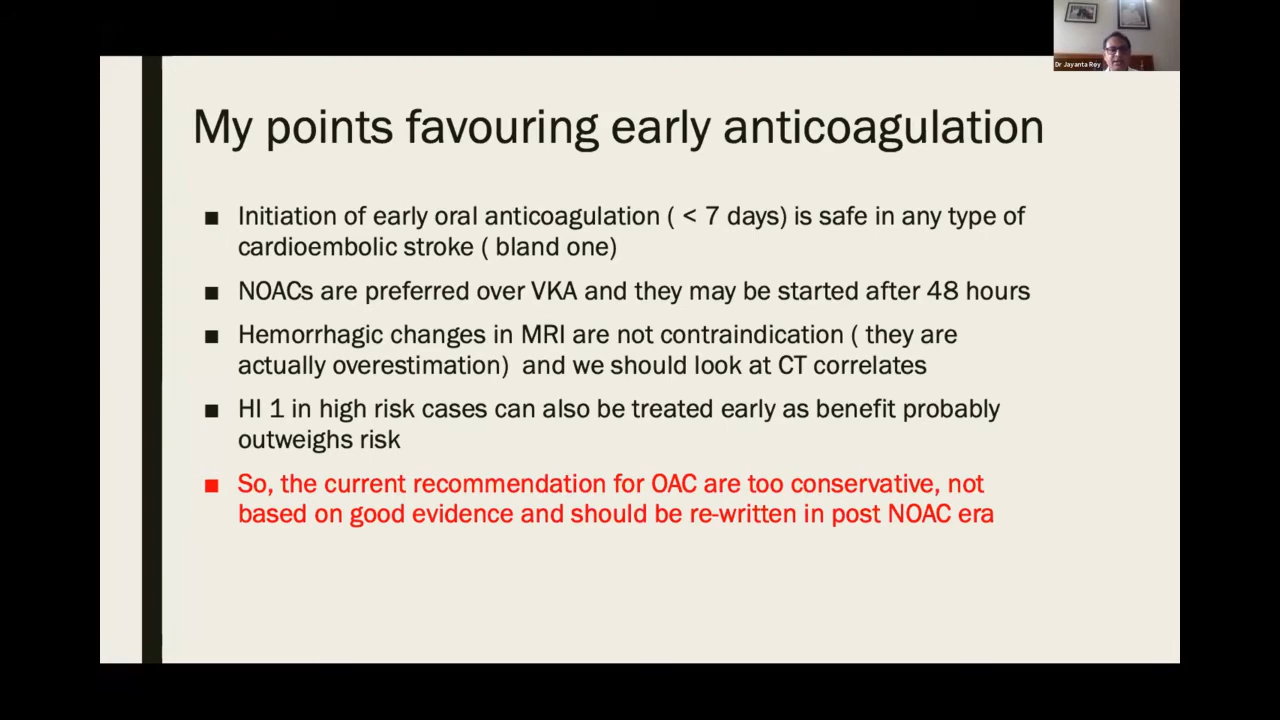 Dr Jayanta Roy
My points favouring early anticoagulation
■ Initiation of early oral anticoagulation ( < 7 days) is safe in any type of
cardioembolic stroke ( bland one)
■ NOACs are preferred over VKA and they may be started after 48 hours
■ Hemorrhagic changes in MRI are not contraindication ( they are
actually overestimation)  and we should look at CT correlates
■ HI 1 in high risk cases can also be treated early as benefit probably
outweighs risk
■ So, the current recommendation for OAC are too conservative, not
based on good evidence and should be re-written in post NOAC era